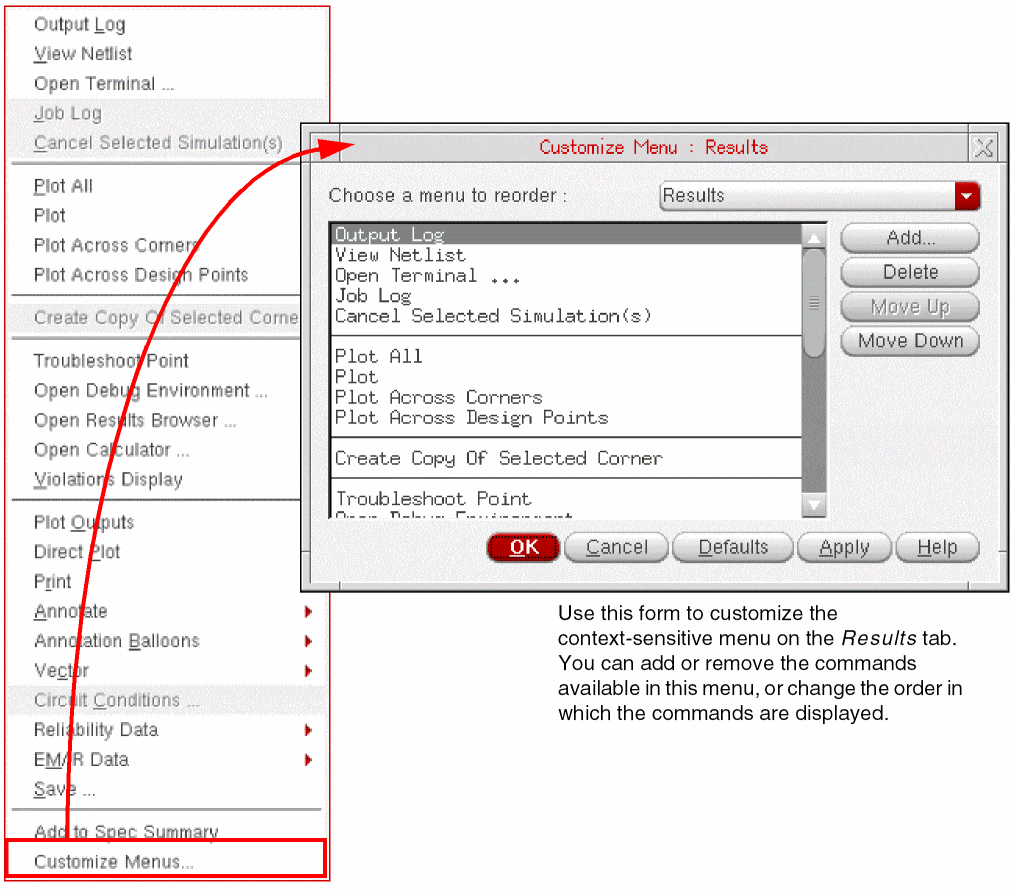 Output Log
View Netlist
Open Terminal ...
Job Log
Cancel Selected Simulation(s)
Plot All
Plot
Plot Across Corners
Plot Across Design Points
Create Copy Of Selected Corne
Troubleshoot Point
Open Debug Environment ...
Open Results Browser ...
Open Calculator ...
Violations Display
Plot Outputs
Direct Plot
Print
Annotate
Annotation Balloons
Vector
Circuit Conditions ...
Reliability Data
EMIR Data
Save ...
Add to Spec Summary
Customize Menus...
Customize Menu : Results
Choose a menu to reorder :
Results
Output Log
View Netlist
Open Terminal ...
Job Log
Cancel Selected Simulation(s)
Plot All
Plot
Plot Across Corners
Plot Across Design Points
Create Copy Of Selected Corner
Troubleshoot Point
Open Debug Environment
Add...
Delete
Move Up
Move Down
OK
Cancel
Defaults
Apply
Help
Use this form to customize the
context-sensitive menu on the Results tab.
You can add or remove the commands
available in this menu, or change the order in
which the commands are displayed.